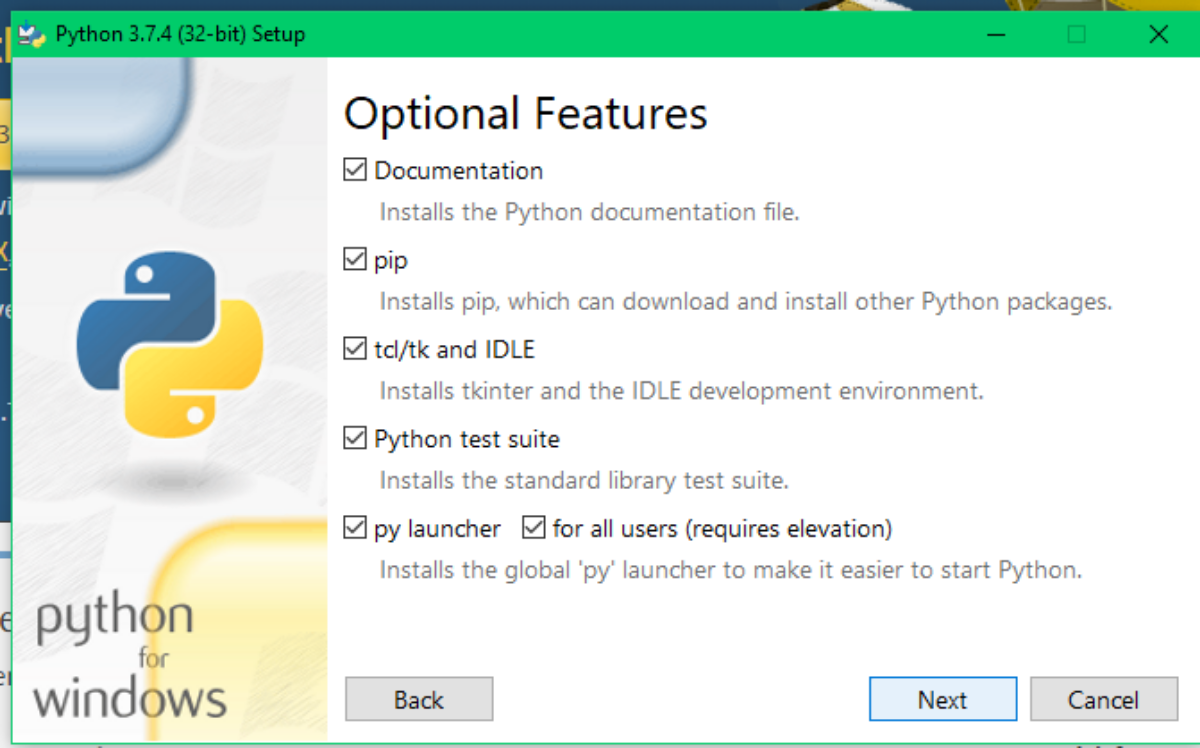 Python 3.7.4 (32-bit) Setup
Optional Features
Documentation
Installs the Python documentation file.
pip
Installs pip, which can download and install other Python packages.
tcl/tk and IDLE
Installs tkinter and the IDLE development environment.
Python test suite
Installs the standard library test suite.
py launcher for all users (requires elevation)
Installs the global 'py' launcher to make it easier to start Python.
python
for
windows
Back Next Cancel